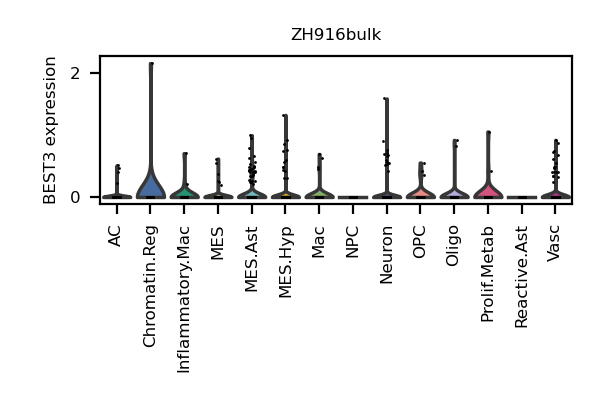 ZH916bulk
BEST3 expression
2
0
AC
Chromatin.Reg
Inflammatory.Mac
MES
MES.Ast
MES.Hyp
Mac
NPC
Neuron
OPC
Oligo
Prolif.Metab
Reactive.Ast
Vasc